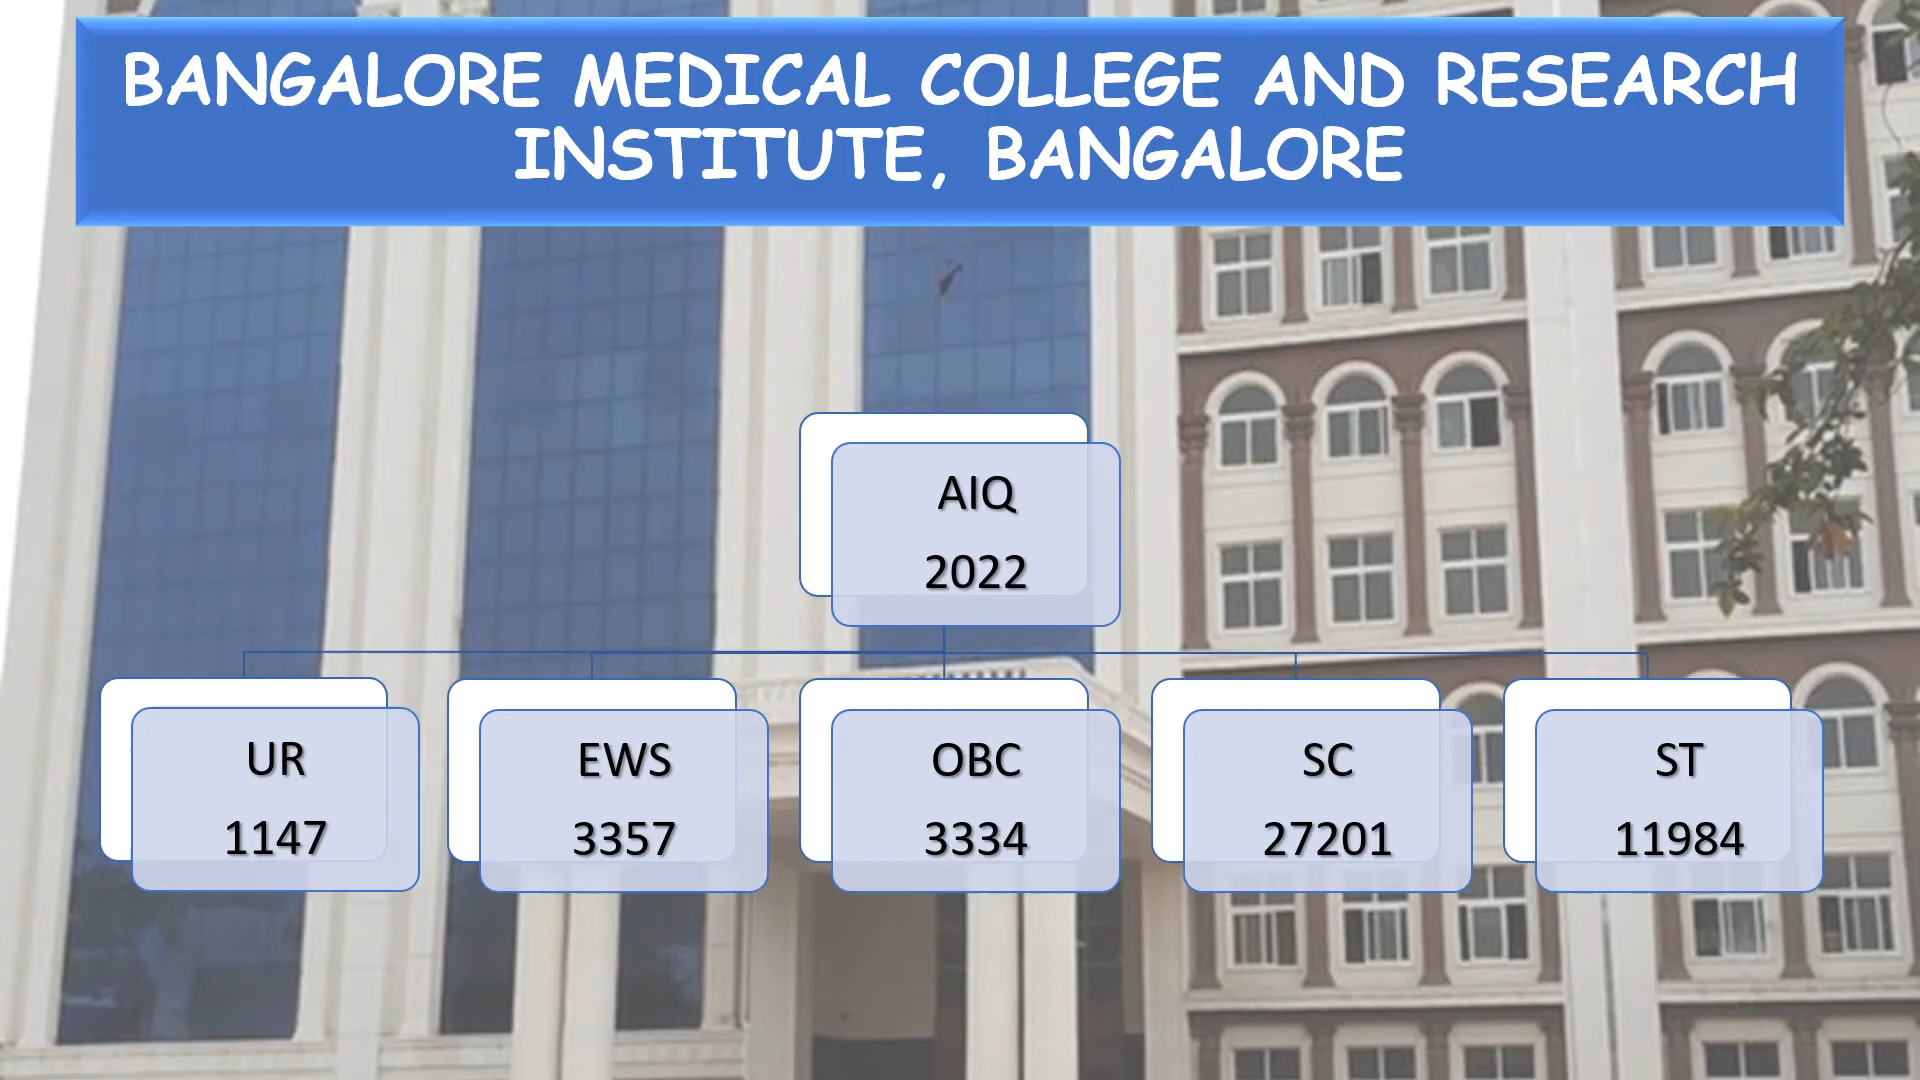 BANGALORE MEDICAL COLLEGE AND RESEARCH
INSTITUTE, BANGALORE
AIQ
2022
UR
1147
EWS
3357
OBC
3334
SC
27201
ST
11984